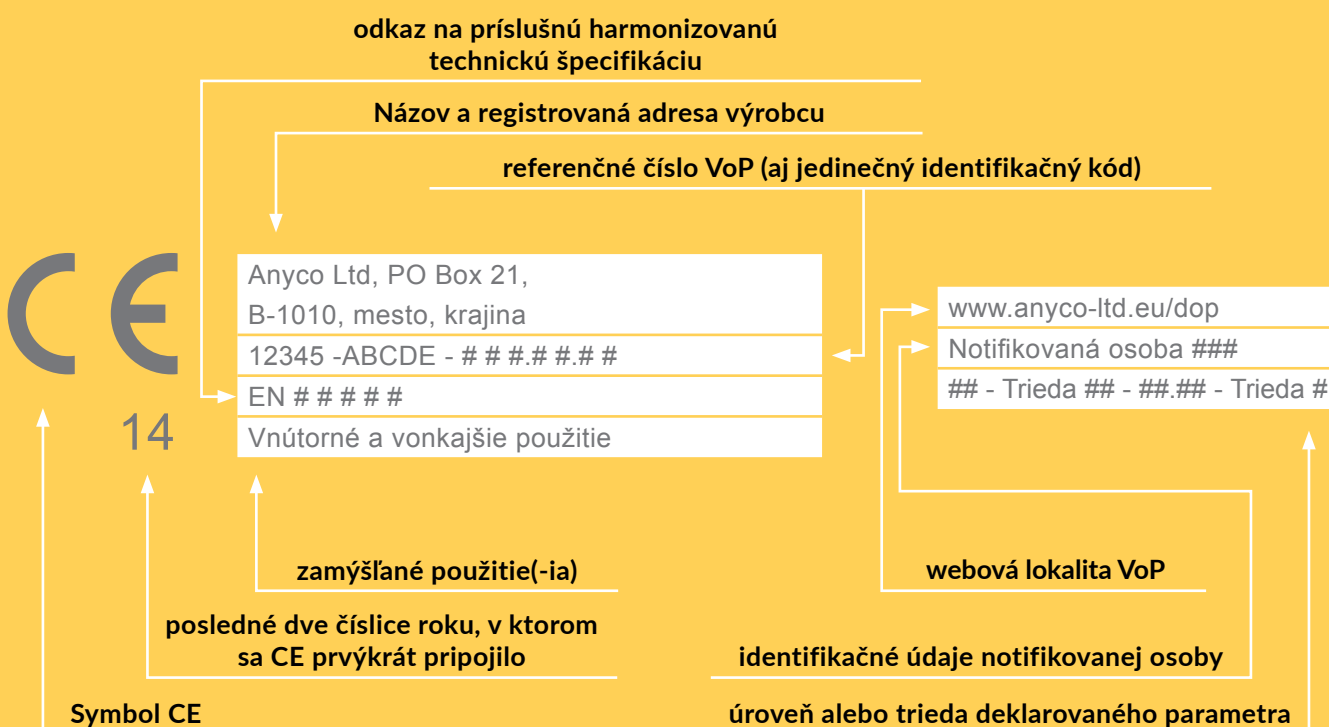 odkaz na príslušnú harmonizovanú
technickú špecifikáciu
Názov a registrovaná adresa výrobcu
referenčné číslo VoP (aj jedinečný identifikačný kód)
CE
14
Anyco Ltd, PO Box 21,
B-1010, mesto, krajina
12345 -ABCDE - # # #.# #.# #
EN # # # # #
Vnútorné a vonkajšie použitie
www.anyco-ltd.eu/dop
Notifikovaná osoba ###
## - Trieda ## - ##.## - Trieda #
zamýšľané použitie(-ia)
webová lokalita VoP
posledné dve číslice roku, v ktorom
sa CE prvýkrát pripojilo
identifikačné údaje notifikovanej osoby
Symbol CE
úroveň alebo trieda deklarovaného parametra